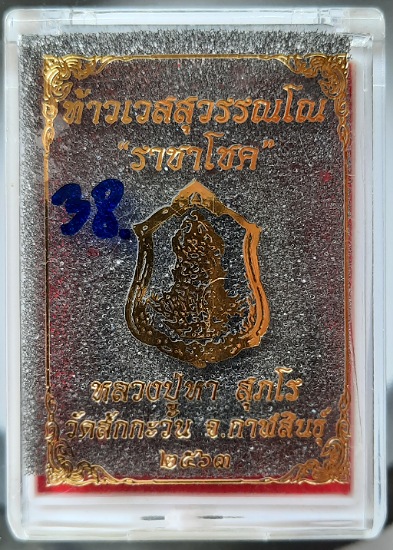 ท้าวเวสสุวรรณโณ
"ราชาโชค"
38.
หลวงปู่หา สุภโร
วัดสักกะวัน จ.กาฬสินธุ์
๒๕๖๓